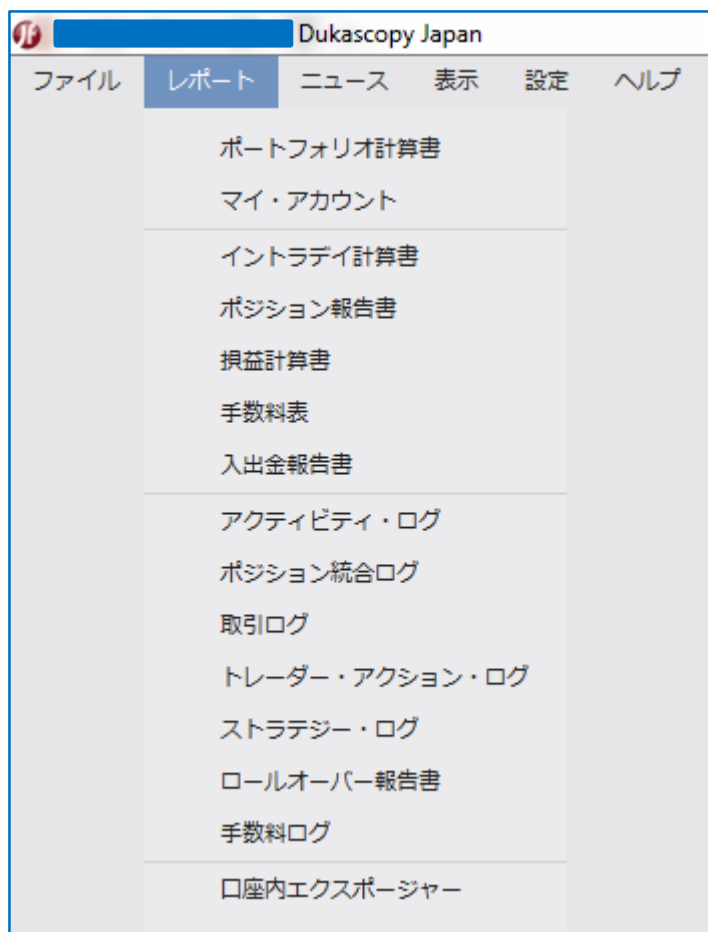 Dukascopy Japan
ファイル レポート ニュース 表示 設定 ヘルプ
ポートフォリオ計算書
マイ・アカウント
イントラデイ計算書
ポジション報告書
損益計算書
手数料表
入出金報告書
アクティビティ・ログ
ポジション統合ログ
取引ログ
トレーダー・アクション・ログ
ストラテジー・ログ
ロールオーバー報告書
手数料ログ
口座内エクスポージャー